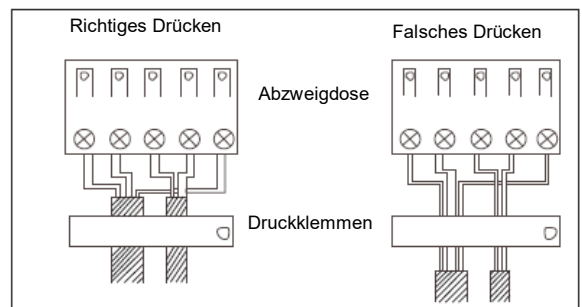 Richtiges Drücken
Falsches Drücken
Abzweigdose
Druckklemmen